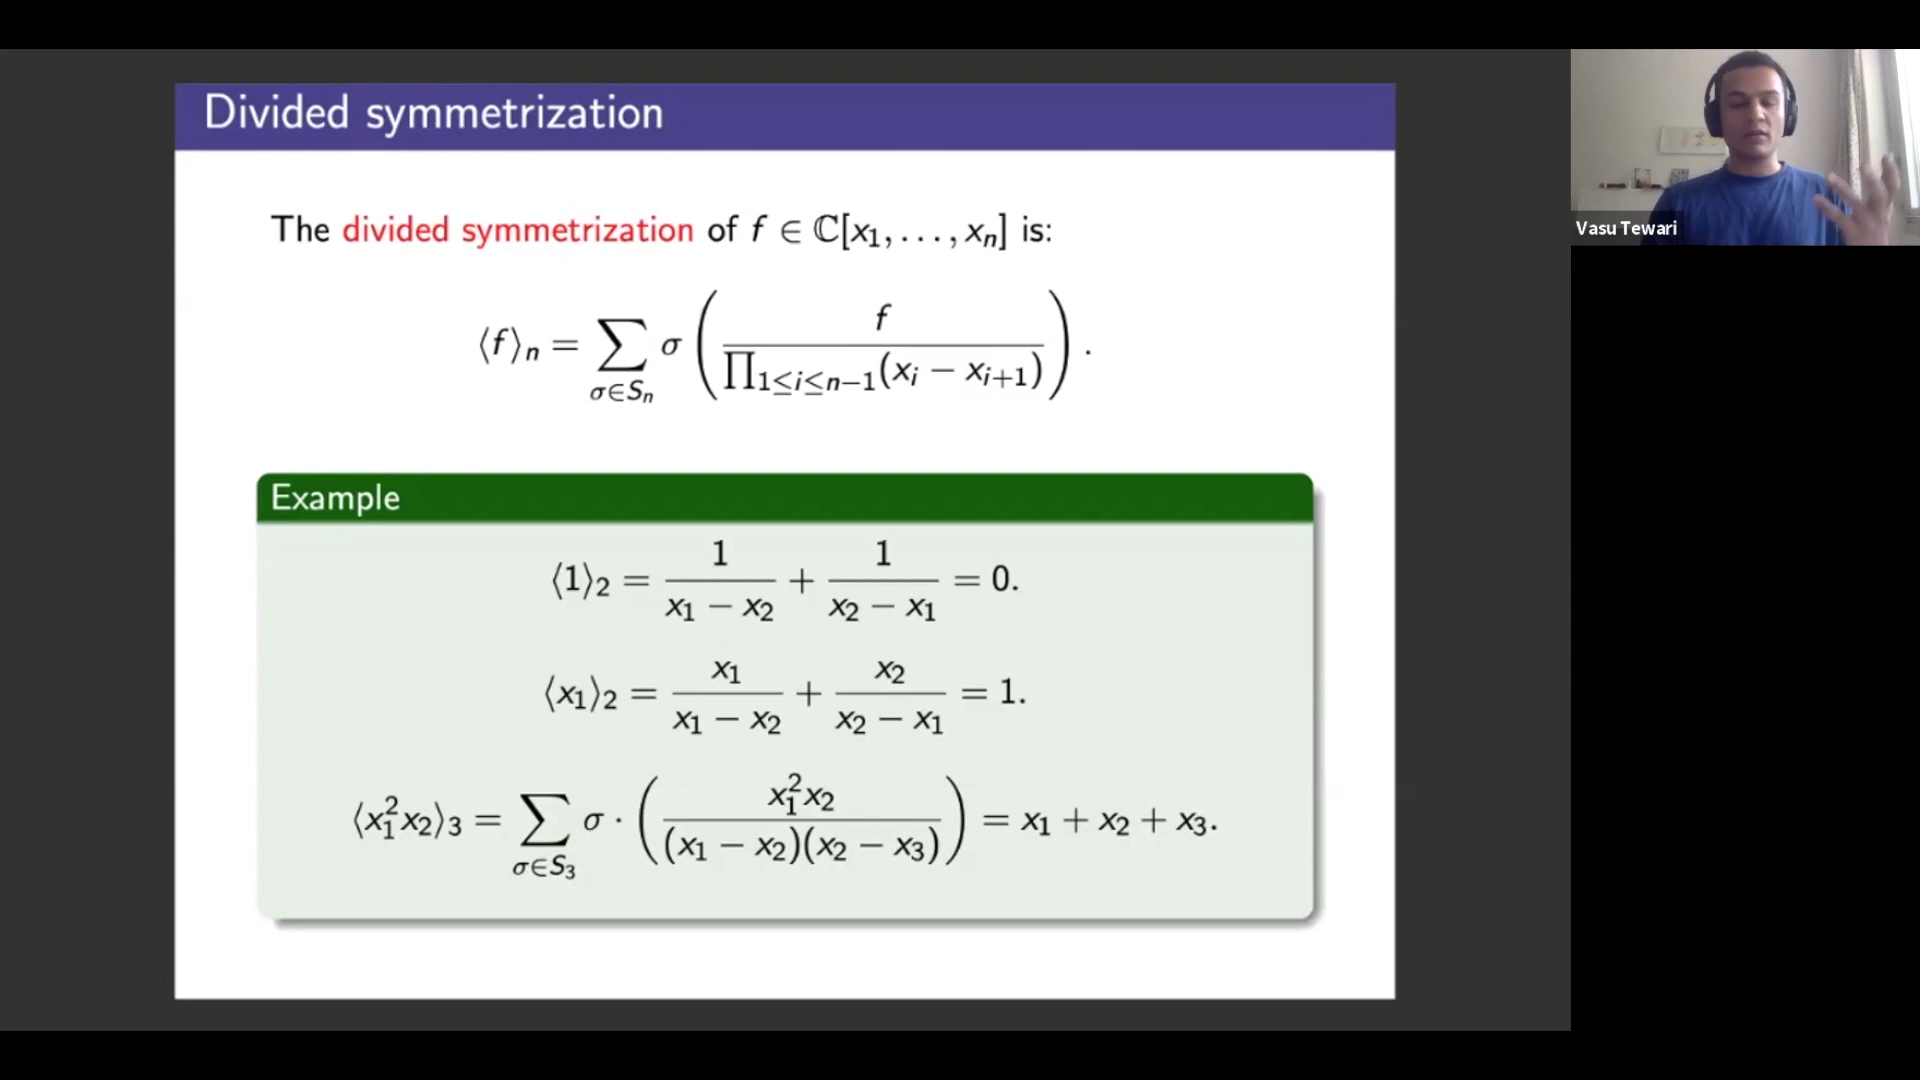 Divided symmetrization
The divided symmetrization of f ∈ ℂ[x₁, . . . , xₙ] is:
⟨f⟩ₙ = ∑_{σ∈Sₙ} σ ( f / ∏_{1≤i≤n−1}(xᵢ − xᵢ₊₁) ) .
Example
⟨1⟩₂ = 1/(x₁ − x₂) + 1/(x₂ − x₁) = 0.
⟨x₁⟩₂ = x₁/(x₁ − x₂) + x₂/(x₂ − x₁) = 1.
⟨x₁²x₂⟩₃ = ∑_{σ∈S₃} σ · ( x₁²x₂ / (x₁ − x₂)(x₂ − x₃) ) = x₁ + x₂ + x₃.
Vasu Tewari